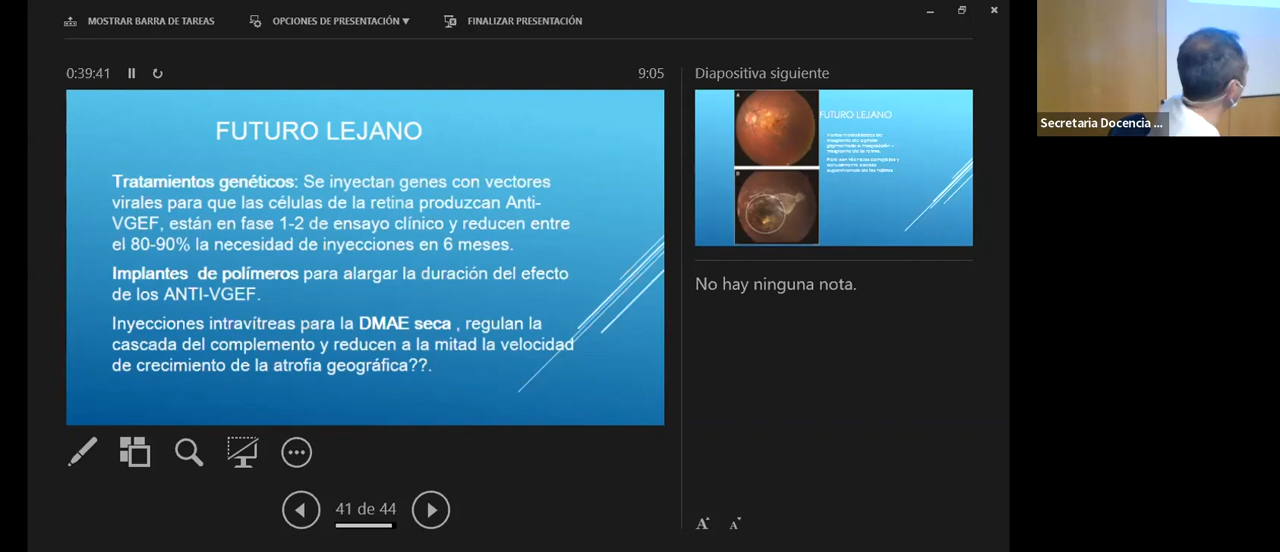 MOSTRAR BARRA DE TAREAS
OPCIONES DE PRESENTACIÓN ▼
FINALIZAR PRESENTACIÓN
0:39:41
9:05
FUTURO LEJANO
Tratamientos genéticos: Se inyectan genes con vectores
virales para que las células de la retina produzcan Anti-
VGEF, están en fase 1-2 de ensayo clínico y reducen entre
el 80-90% la necesidad de inyecciones en 6 meses.
Implantes de polímeros para alargar la duración del efecto
de los ANTI-VGEF.
Inyecciones intravítreas para la DMAE seca , regulan la
cascada del complemento y reducen a la mitad la velocidad
de crecimiento de la atrofia geográfica??.
41 de 44
Diapositiva siguiente
FUTURO LEJANO
No hay ninguna nota.
A A
Secretaria Docencia ...